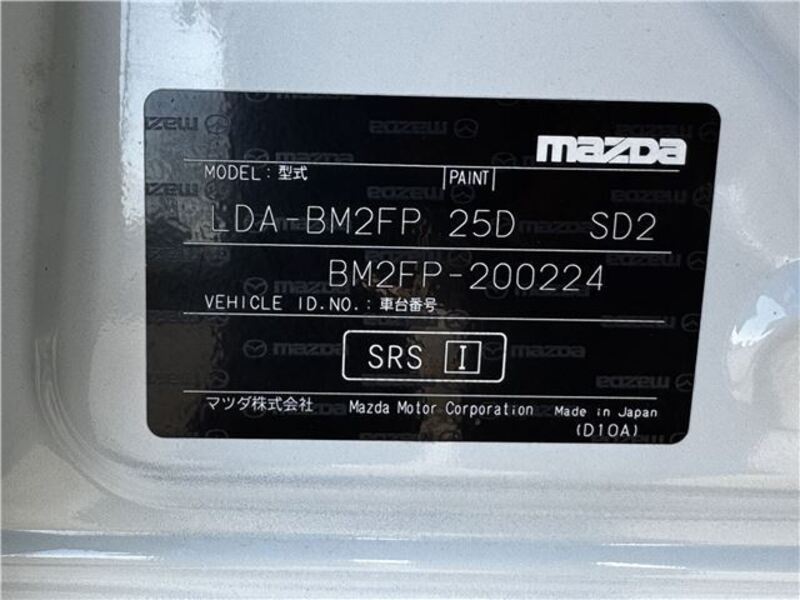 mazda
MODEL：型式 PAINT
LDA-BM2FP 25D SD2
BM2FP-200224
VEHICLE ID.NO.：車台番号
SRS I
マツダ株式会社 Mazda Motor Corporation Made in Japan
(D10A)